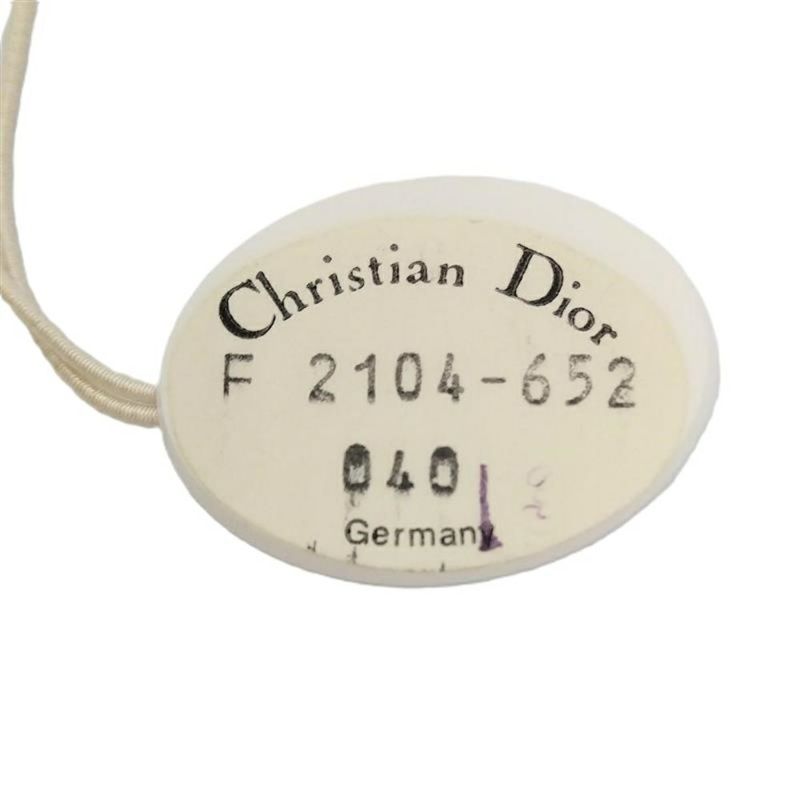 Christian Dior
F 2104-652
040
Germany